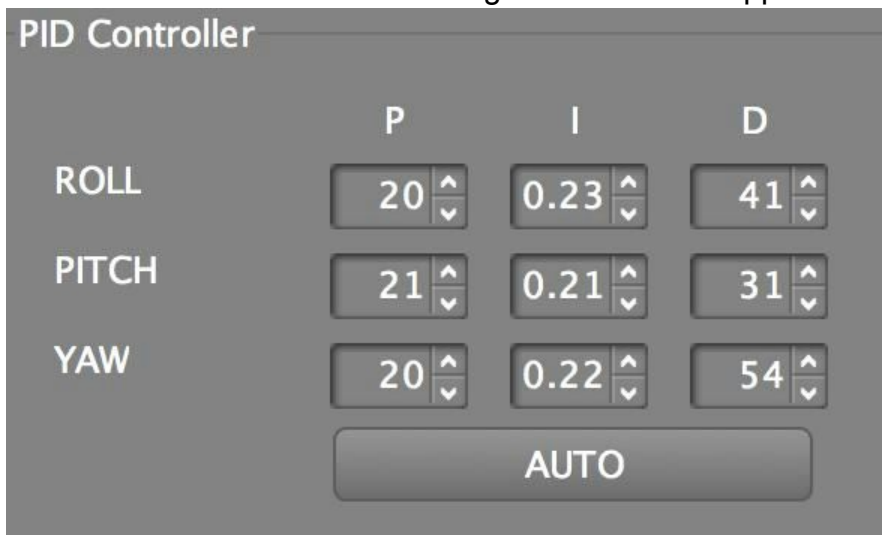 PID Controller
P I D
ROLL 20 0.23 41
PITCH 21 0.21 31
YAW 20 0.22 54
AUTO